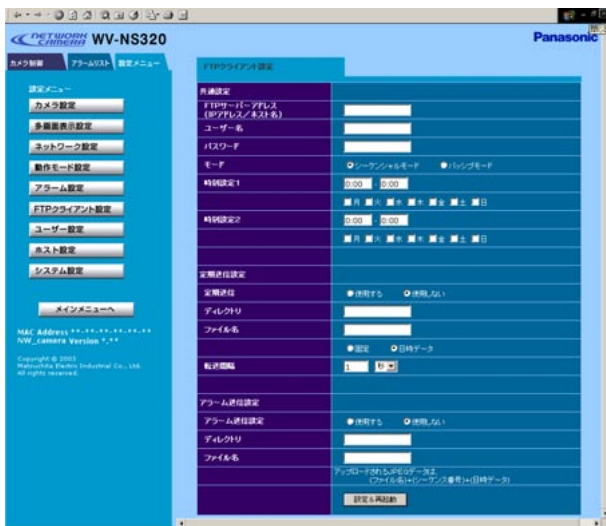 NETWORK CAMERA WV-NS320
Panasonic
カメラ制御 アラームリスト 設定メニュー
設定メニュー
カメラ設定
多画面表示設定
ネットワーク設定
動作モード設定
アラーム設定
FTPクライアント設定
ユーザー設定
ホスト設定
システム設定
メインメニューへ
MAC Address **-**-**-**-**-**
NW_camera Version *.**
Copyright © 2003
Matsushita Electric Industrial Co., Ltd.
All rights reserved.
FTPクライアント設定
共通設定
FTPサーバーアドレス
(IPアドレス/ホスト名)
ユーザー名
パスワード
モード シーケンシャルモード パッシブモード
時刻設定1 0:00 - 0:00
月 火 水 木 金 土 日
時刻設定2 0:00 - 0:00
月 火 水 木 金 土 日
定期送信設定
定期送信 使用する 使用しない
ディレクトリ
ファイル名
固定 日時データ
転送間隔 1 秒
アラーム送信設定
アラーム送信設定 使用する 使用しない
ディレクトリ
ファイル名
アップロードされるJPEGデータは、
(ファイル名)+(シーケンス番号)+(日時データ)
設定&再起動